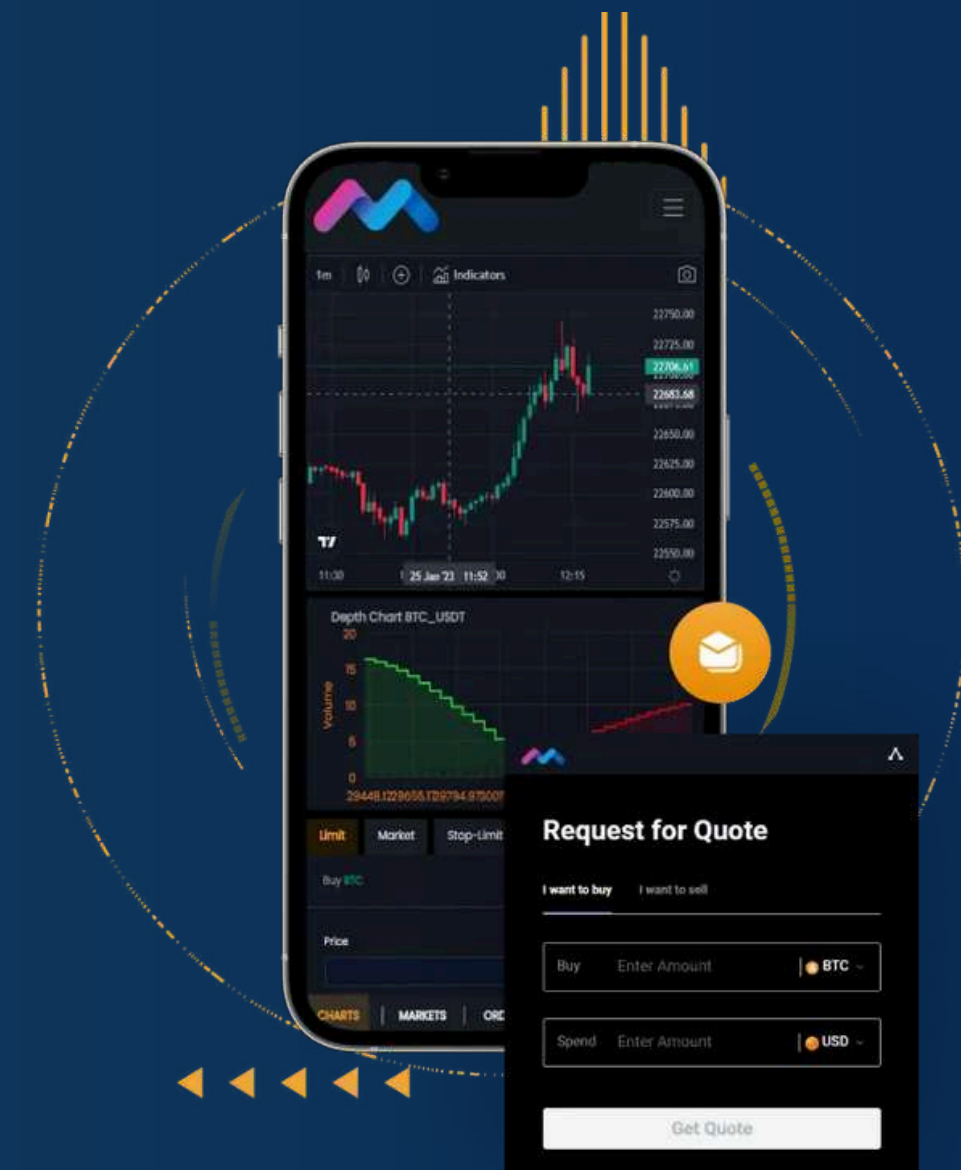 1m
Indicators
22750.00
22725.00
22706.61
22683.68
22650.00
22625.00
22600.00
22575.00
22550.00
11:30
25 Jan '23 11:52
12:15
Depth Chart BTC_USDT
20
15
10
5
0
Volume
Limit Market Stop-Limit
Buy BTC
Price
CHARTS | MARKETS | ORD
Request for Quote
I want to buy I want to sell
Buy Enter Amount BTC
Spend Enter Amount USD
Get Quote